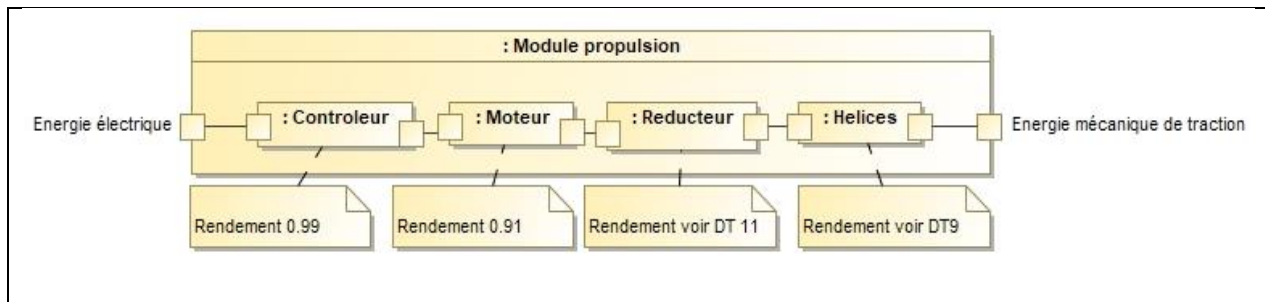 : Module propulsion
Energie électrique
: Controleur
: Moteur
: Reducteur
: Helices
Energie mécanique de traction
Rendement 0.99
Rendement 0.91
Rendement voir DT 11
Rendement voir DT9